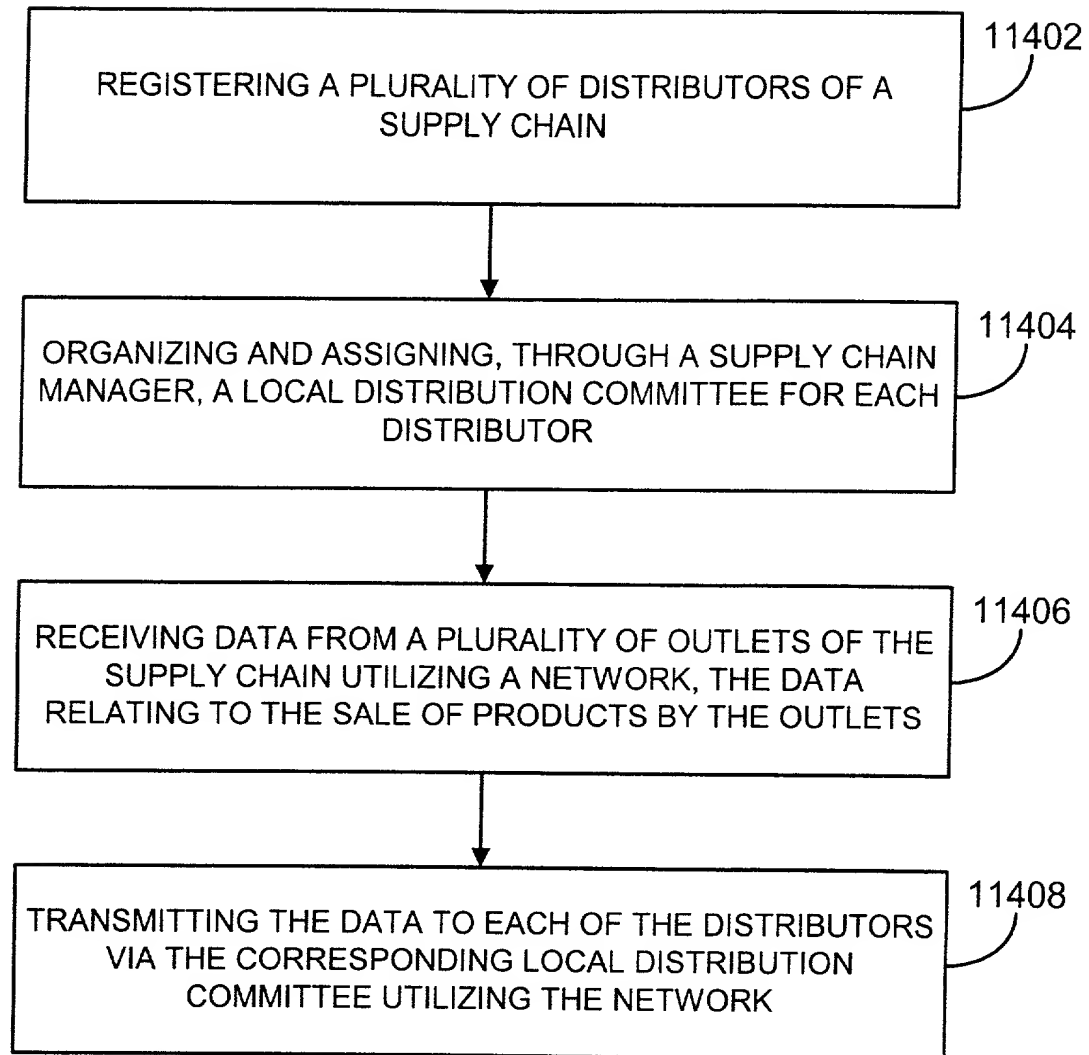 11402
REGISTERING A PLURALITY OF DISTRIBUTORS OF A
SUPPLY CHAIN
11404
ORGANIZING AND ASSIGNING, THROUGH A SUPPLY CHAIN
MANAGER, A LOCAL DISTRIBUTION COMMITTEE FOR EACH
DISTRIBUTOR
11406
RECEIVING DATA FROM A PLURALITY OF OUTLETS OF THE
SUPPLY CHAIN UTILIZING A NETWORK, THE DATA
RELATING TO THE SALE OF PRODUCTS BY THE OUTLETS
11408
TRANSMITTING THE DATA TO EACH OF THE DISTRIBUTORS
VIA THE CORRESPONDING LOCAL DISTRIBUTION
COMMITTEE UTILIZING THE NETWORK